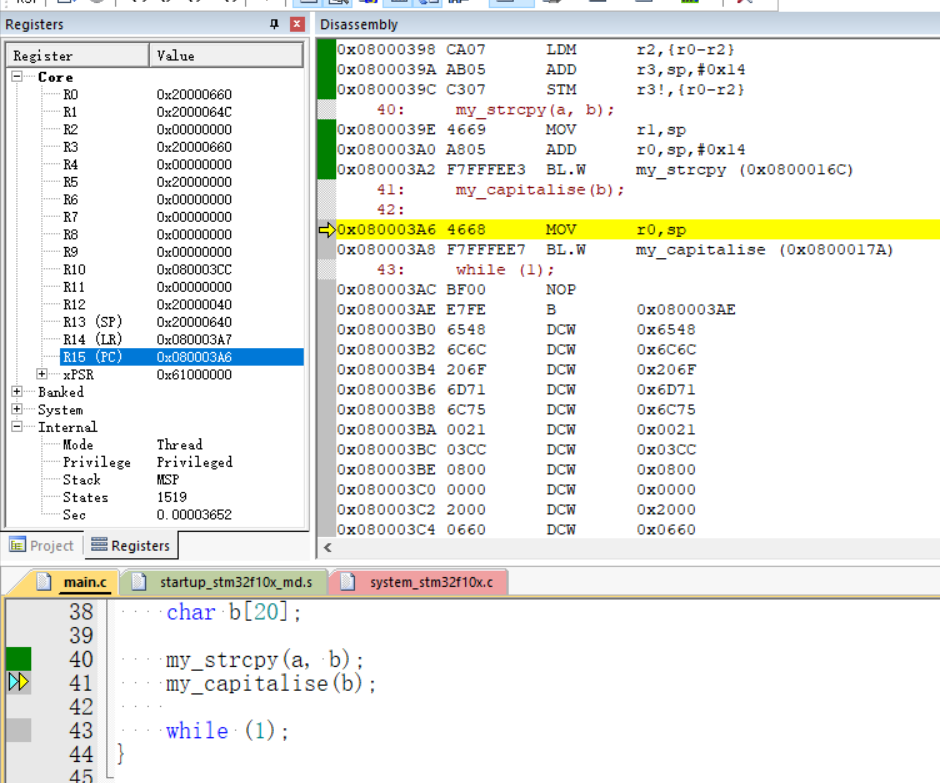 Registers
Register Value
Core
R0 0x20000660
R1 0x2000064C
R2 0x00000000
R3 0x20000660
R4 0x00000000
R5 0x20000000
R6 0x00000000
R7 0x00000000
R8 0x00000000
R9 0x00000000
R10 0x080003CC
R11 0x00000000
R12 0x20000040
R13 (SP) 0x20000640
R14 (LR) 0x080003A7
R15 (PC) 0x080003A6
xPSR 0x61000000
Banked
System
Internal
Mode Thread
Privilege Privileged
Stack MSP
States 1519
Sec 0.00003652
Project Registers
Disassembly
0x08000398 CA07 LDM r2,{r0-r2}
0x0800039A AB05 ADD r3,sp,#0x14
0x0800039C C307 STM r3!,{r0-r2}
40: my_strcpy(a, b);
0x0800039E 4669 MOV r1,sp
0x080003A0 A805 ADD r0,sp,#0x14
0x080003A2 F7FFFEE3 BL.W my_strcpy (0x0800016C)
41: my_capitalise(b);
42:
0x080003A6 4668 MOV r0,sp
0x080003A8 F7FFFEE7 BL.W my_capitalise (0x0800017A)
43: while (1);
0x080003AC BF00 NOP
0x080003AE E7FE B 0x080003AE
0x080003B0 6548 DCW 0x6548
0x080003B2 6C6C DCW 0x6C6C
0x080003B4 206F DCW 0x206F
0x080003B6 6D71 DCW 0x6D71
0x080003B8 6C75 DCW 0x6C75
0x080003BA 0021 DCW 0x0021
0x080003BC 03CC DCW 0x03CC
0x080003BE 0800 DCW 0x0800
0x080003C0 0000 DCW 0x0000
0x080003C2 2000 DCW 0x2000
0x080003C4 0660 DCW 0x0660
main.c startup_stm32f10x_md.s system_stm32f10x.c
38 char b[20];
39
40 my_strcpy(a, b);
41 my_capitalise(b);
42
43 while (1);
44 }
45